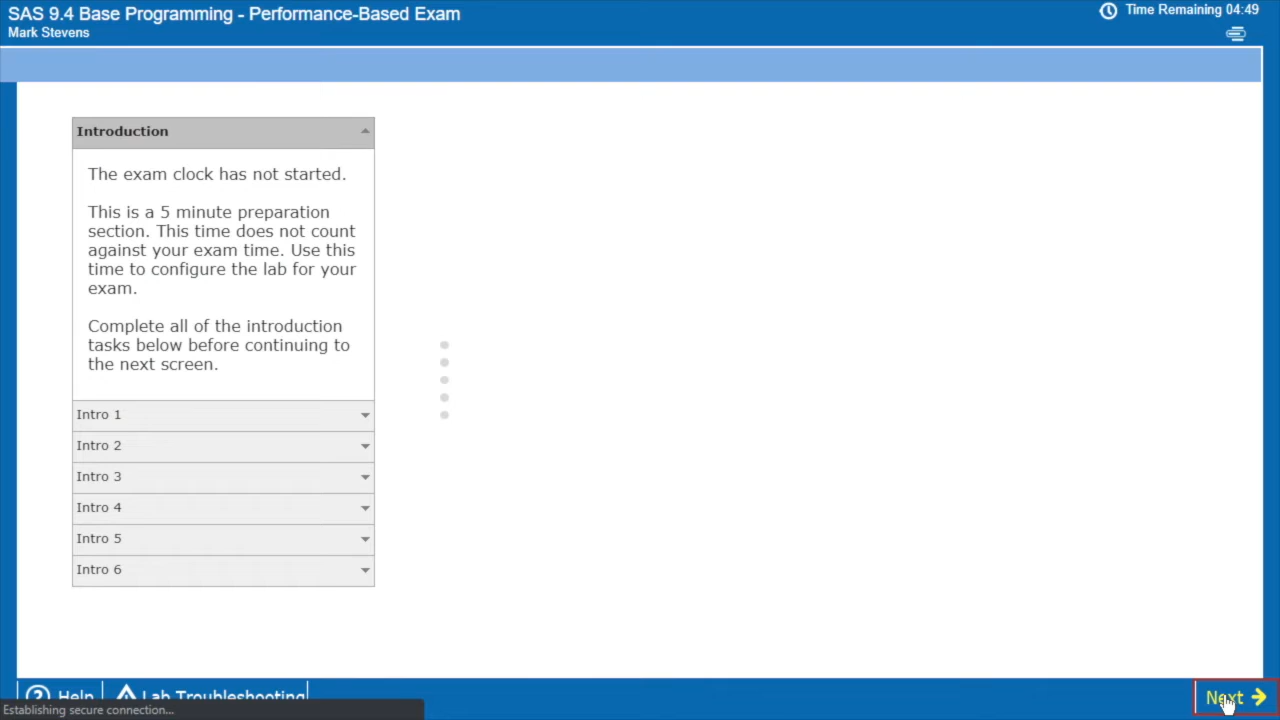 SAS 9.4 Base Programming - Performance-Based Exam
Time Remaining 04:49
Mark Stevens
Introduction
The exam clock has not started.
This is a 5 minute preparation
section. This time does not count
against your exam time. Use this
time to configure the lab for your
exam.
Complete all of the introduction
tasks below before continuing to
the next screen.
Intro 1
Intro 2
Intro 3
Intro 4
Intro 5
Intro 6
Help
Lab Troubleshooting
Next
Establishing secure connection...